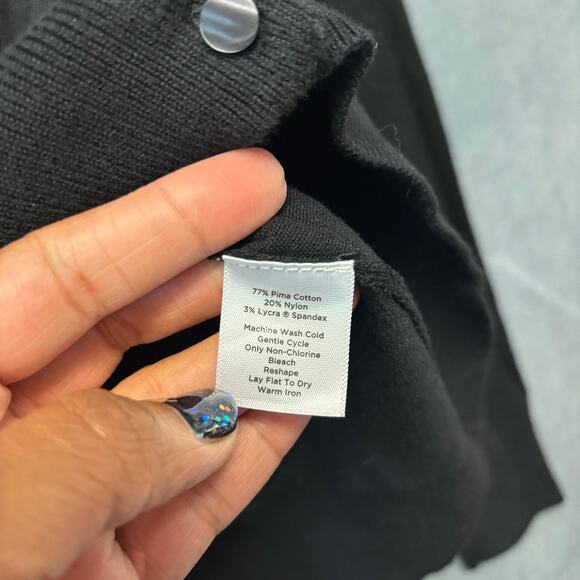 77% Pima Cotton
20% Nylon
3% Lycra ® Spandex
Machine Wash Cold
Gentle Cycle
Only Non-Chlorine
Bleach
Reshape
Lay Flat To Dry
Warm Iron